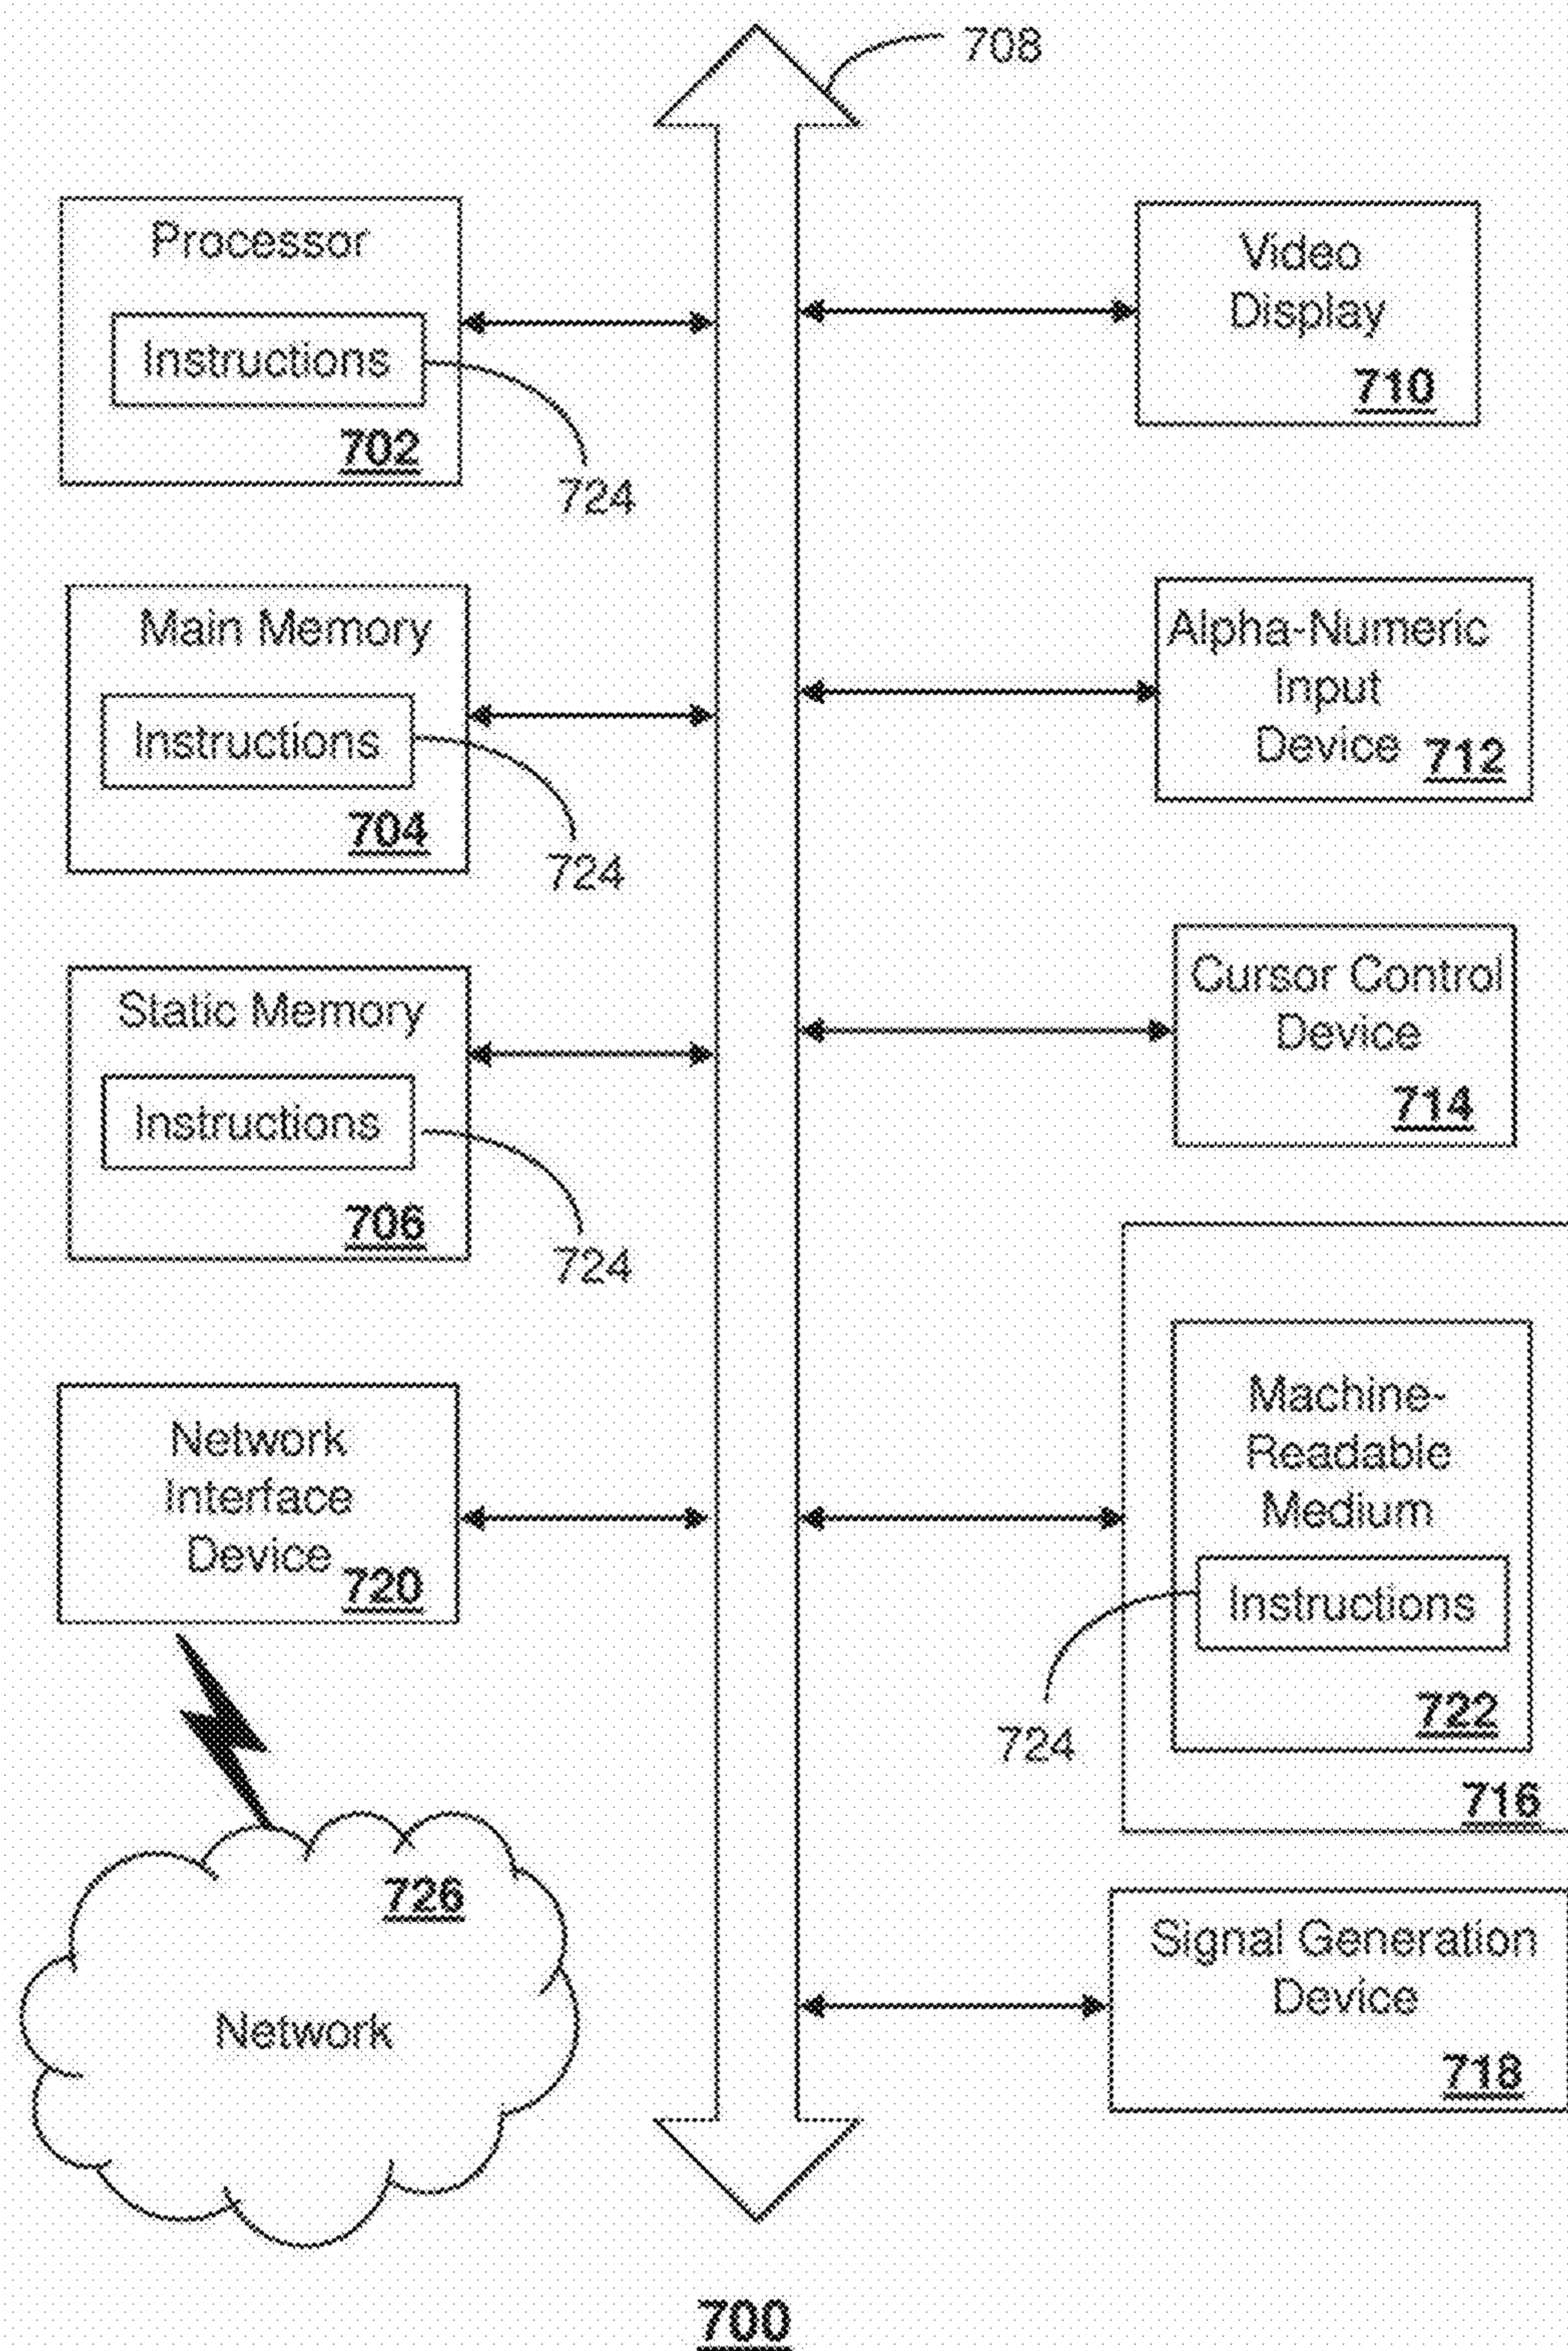 708
Processor
Instructions
702
724
Video
Display
710
Main Memory
Instructions
704
724
Alpha-Numeric
Input
Device 712
Static Memory
Instructions
706
724
Cursor Control
Device
714
Network
Interface
Device 720
Machine-
Readable
Medium
Instructions
722
724
716
726
Network
Signal Generation
Device
718
700